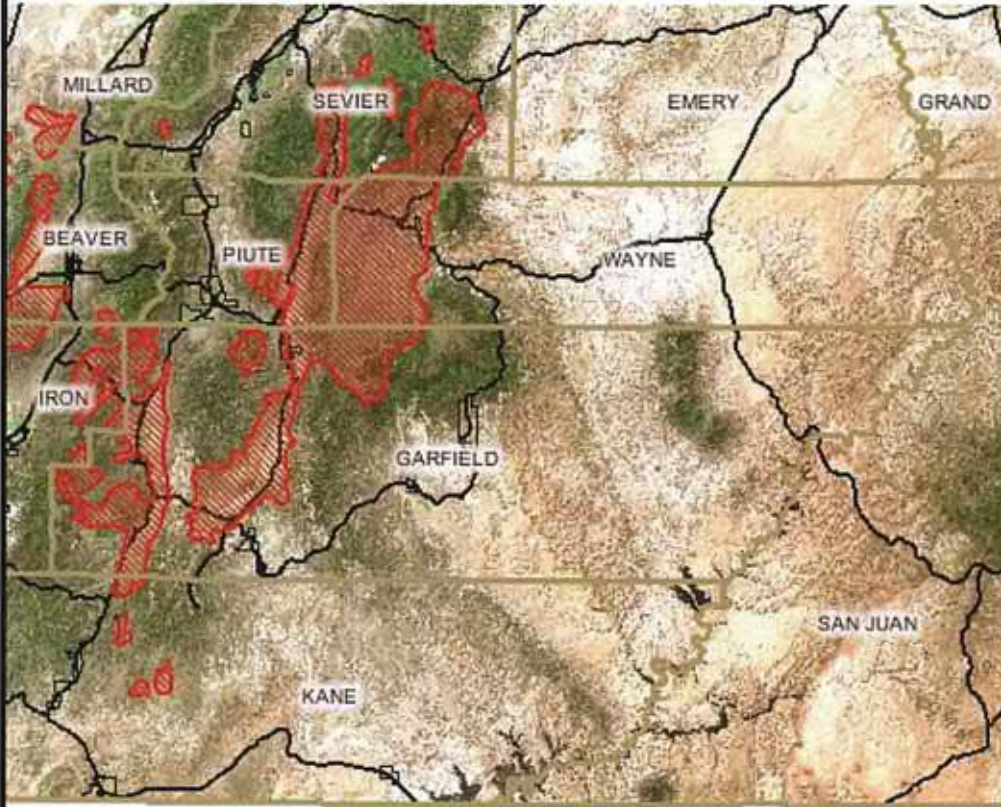 MILLARD
SEVIER
EMERY
GRAND
BEAVER
PIUTE
WAYNE
IRON
GARFIELD
SAN JUAN
KANE